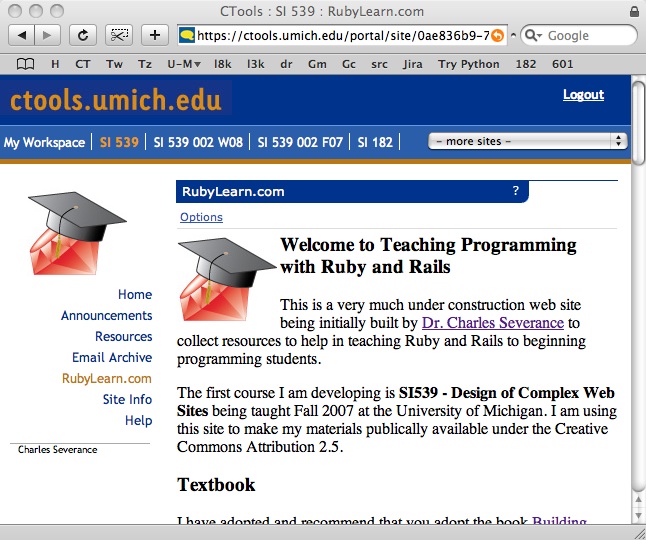 CTools : SI 539 : RubyLearn.com
https://ctools.umich.edu/portal/site/0ae836b9-7
Google
H CT Tw Tz U-M▾ l8k l3k dr Gm Gc src Jira Try Python 182 601
ctools.umich.edu
Logout
My Workspace SI 539 SI 539 002 W08 SI 539 002 F07 SI 182 - more sites -
RubyLearn.com ?
Options
Home
Announcements
Resources
Email Archive
RubyLearn.com
Site Info
Help
Charles Severance
Welcome to Teaching Programming
with Ruby and Rails
This is a very much under construction web site
being initially built by Dr. Charles Severance to
collect resources to help in teaching Ruby and Rails to beginning
programming students.
The first course I am developing is SI539 - Design of Complex Web
Sites being taught Fall 2007 at the University of Michigan. I am using
this site to make my materials publically available under the Creative
Commons Attribution 2.5.
Textbook
I have adopted and recommend that you adopt the book Building